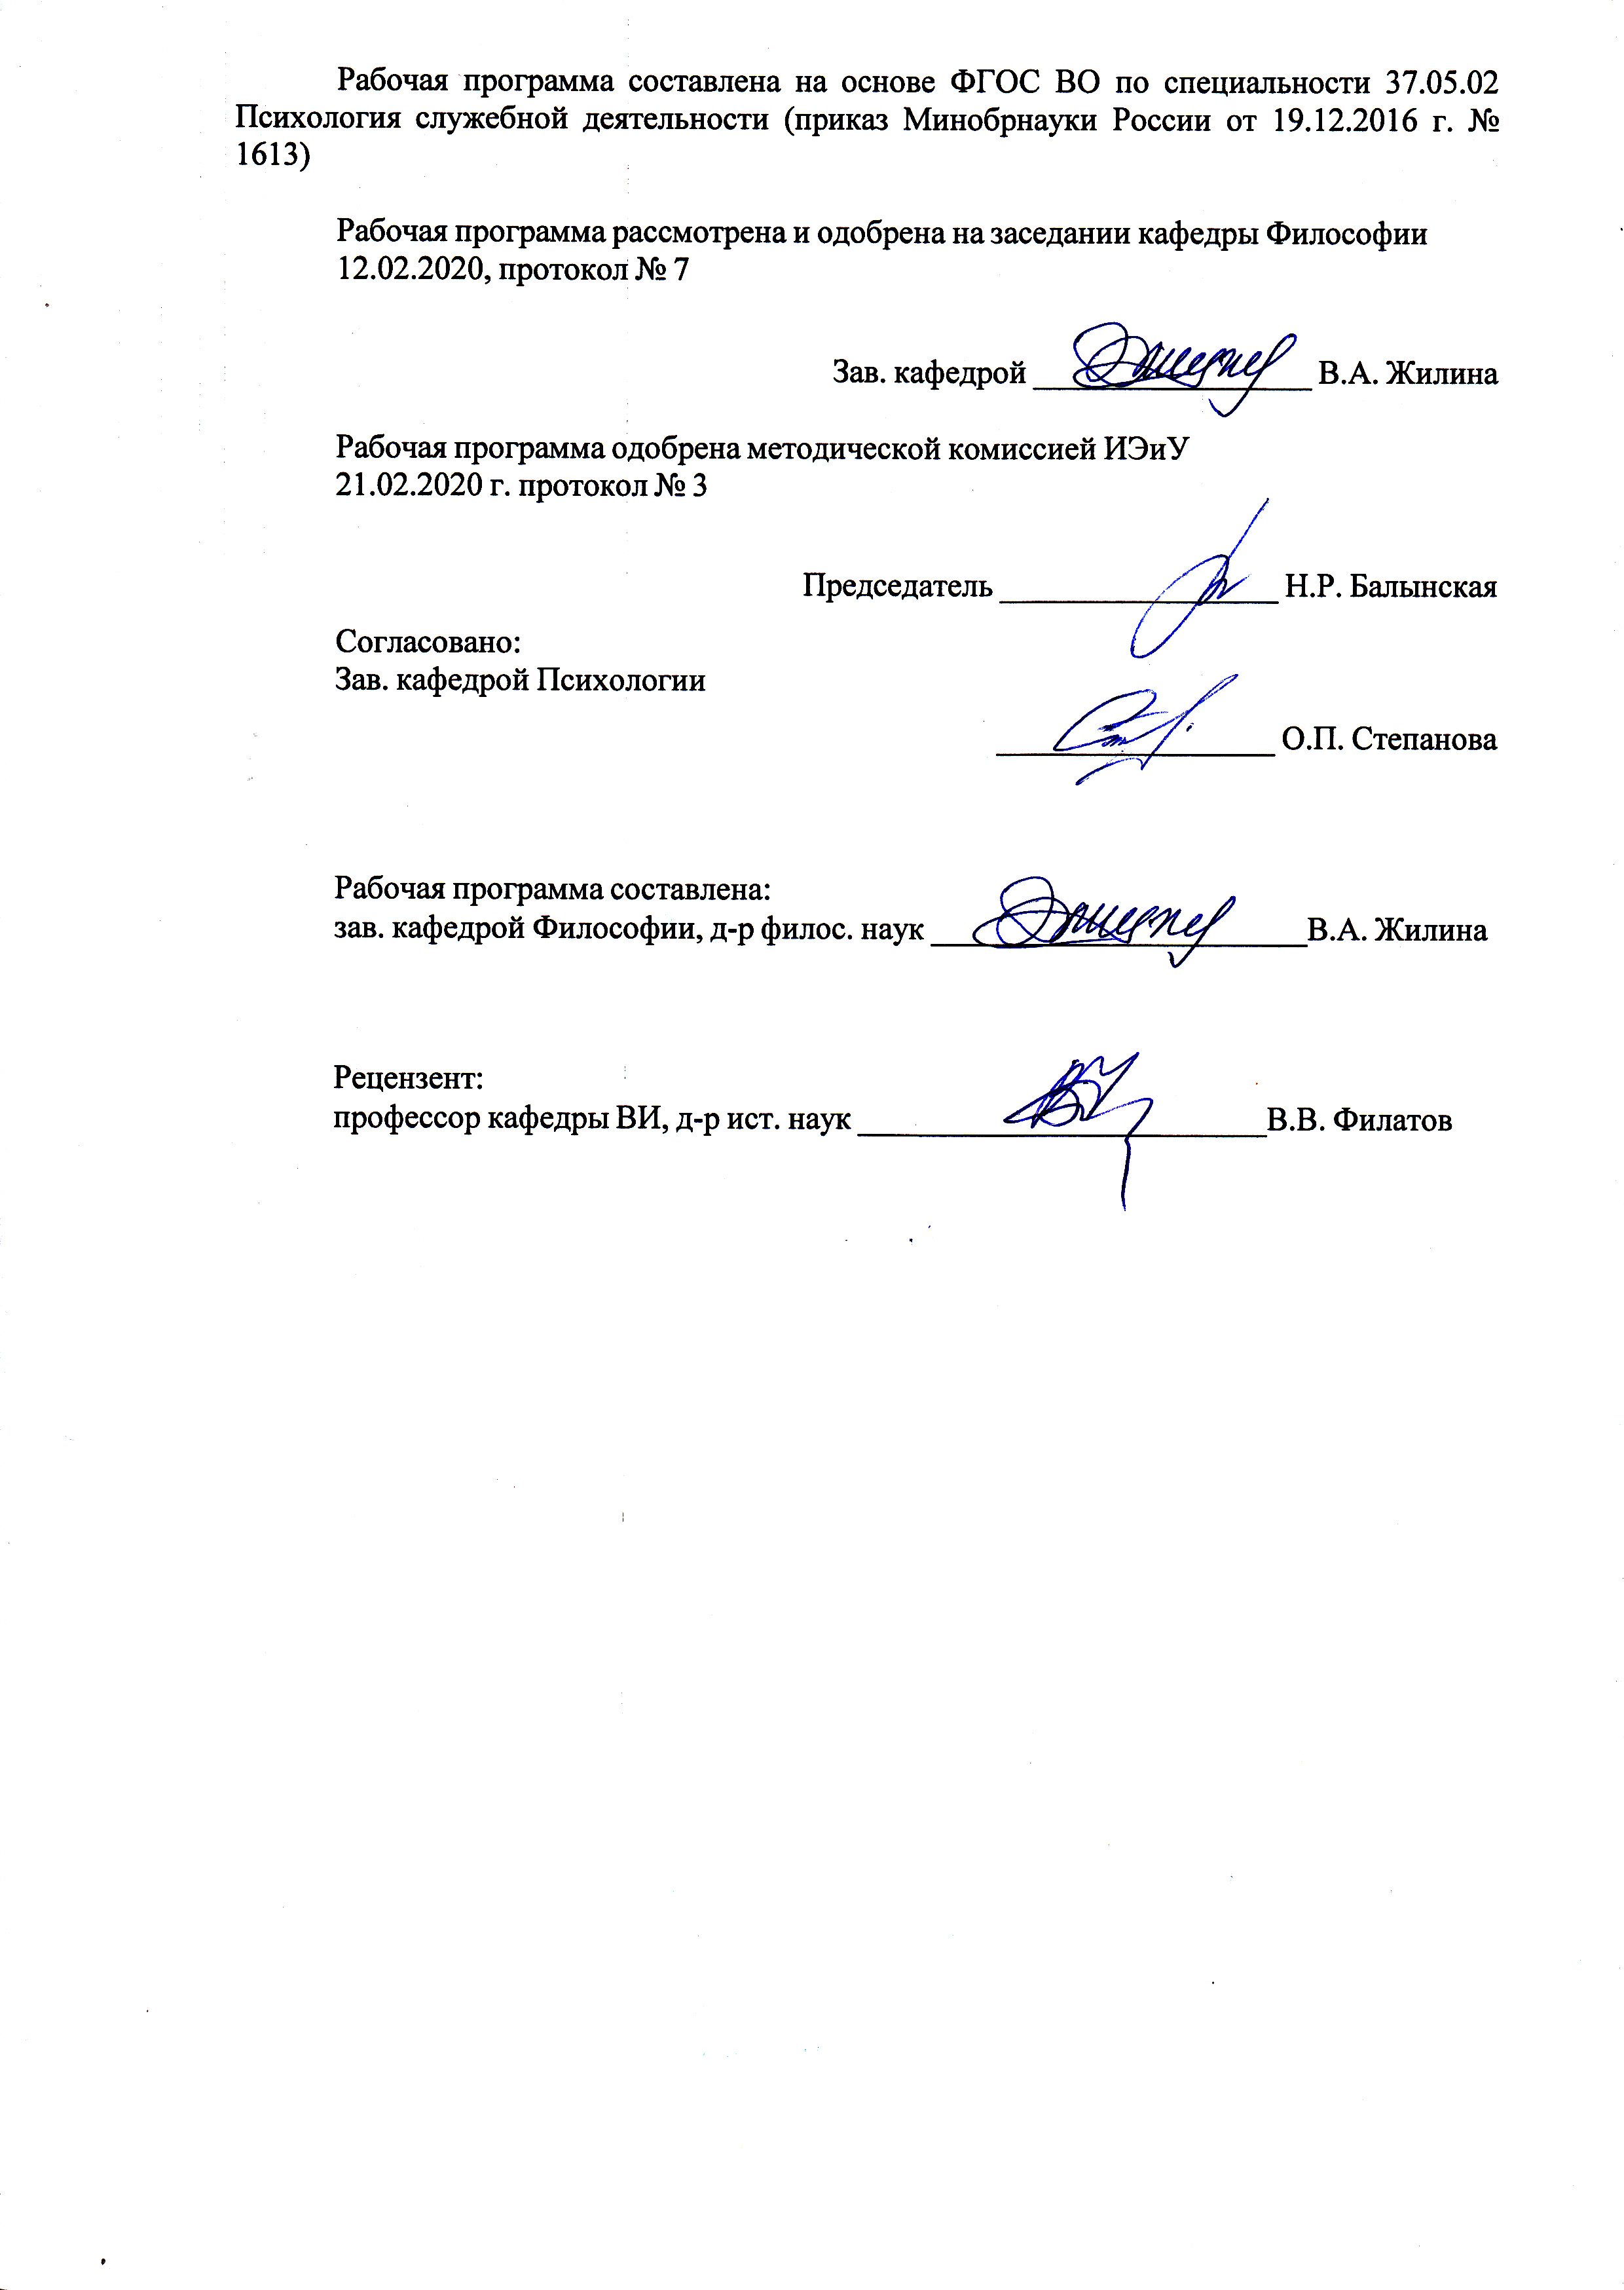 Рабочая программа составлена на основе ФГОС ВО по специальности 37.05.02
Психология служебной деятельности (приказ Минобрнауки России от 19.12.2016 г. №
1613)
Рабочая программа рассмотрена и одобрена на заседании кафедры Философии
12.02.2020, протокол № 7
Зав. кафедрой ________________ В.А. Жилина
Рабочая программа одобрена методической комиссией ИЭиУ
21.02.2020 г. протокол № 3
Председатель ________________ Н.Р. Балынская
Согласовано:
Зав. кафедрой Психологии
________________ О.П. Степанова
Рабочая программа составлена:
зав. кафедрой Философии, д-р филос. наук ______________________В.А. Жилина
Рецензент:
профессор кафедры ВИ, д-р ист. наук ________________________В.В. Филатов